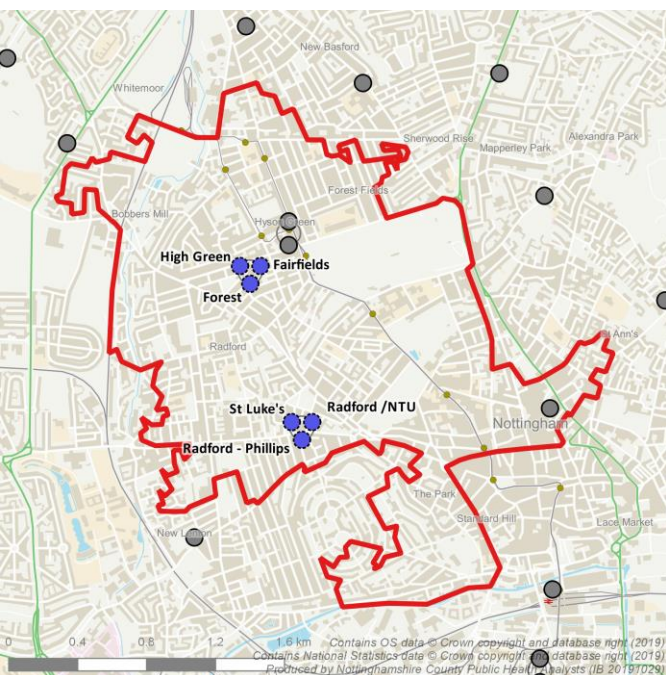 New Basford
Whitemoor
Sherwood Rise
Mapperley Park
Alexandra Park
Forest Fields
Bobbers Mill
Hyson Green
High Green
Fairfields
Forest
St Ann's
Radford
St Luke's
Radford /NTU
Nottingham
Radford - Phillips
The Park
Standard Hill
Lace Market
New Lenton
0 0.4 0.8 1.2 1.6 km
Contains OS data © Crown copyright and database right (2019)
Contains National Statistics data © Crown copyright and database right (2019)
Produced by Nottinghamshire County Public Health Analysts (IB 20191029)